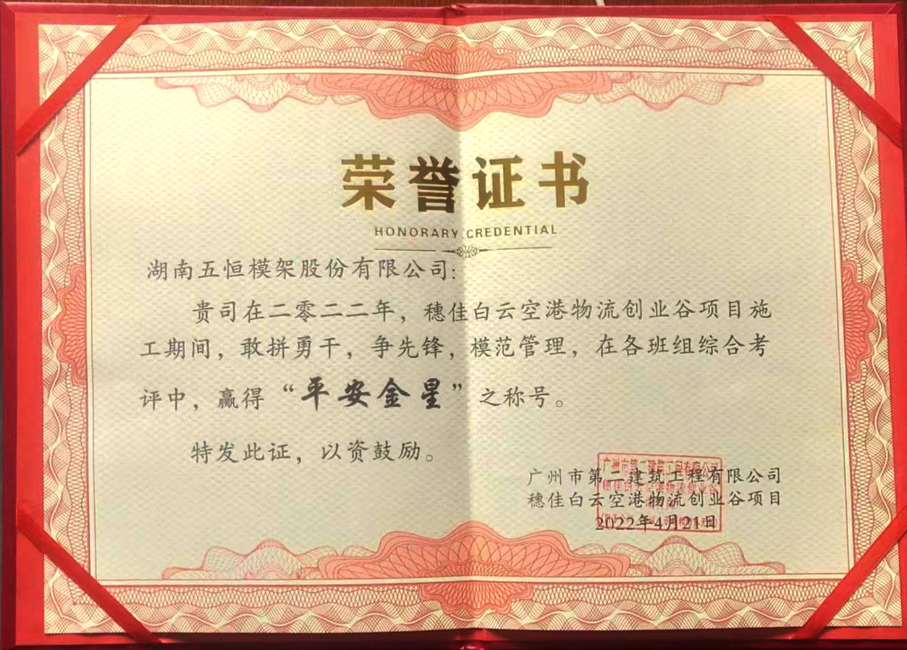 荣誉证书
HONORARY CREDENTIAL
湖南五恒模架股份有限公司：
贵司在二零二二年，穗佳白云空港物流创业谷项目施
工期间，敢拼勇干，争先锋，模范管理，在各班组综合考
评中，赢得“平安金星”之称号。
特发此证，以资鼓励。
广州市第二建筑工程有限公司
穗佳白云空港物流创业谷项目
2022年4月21日